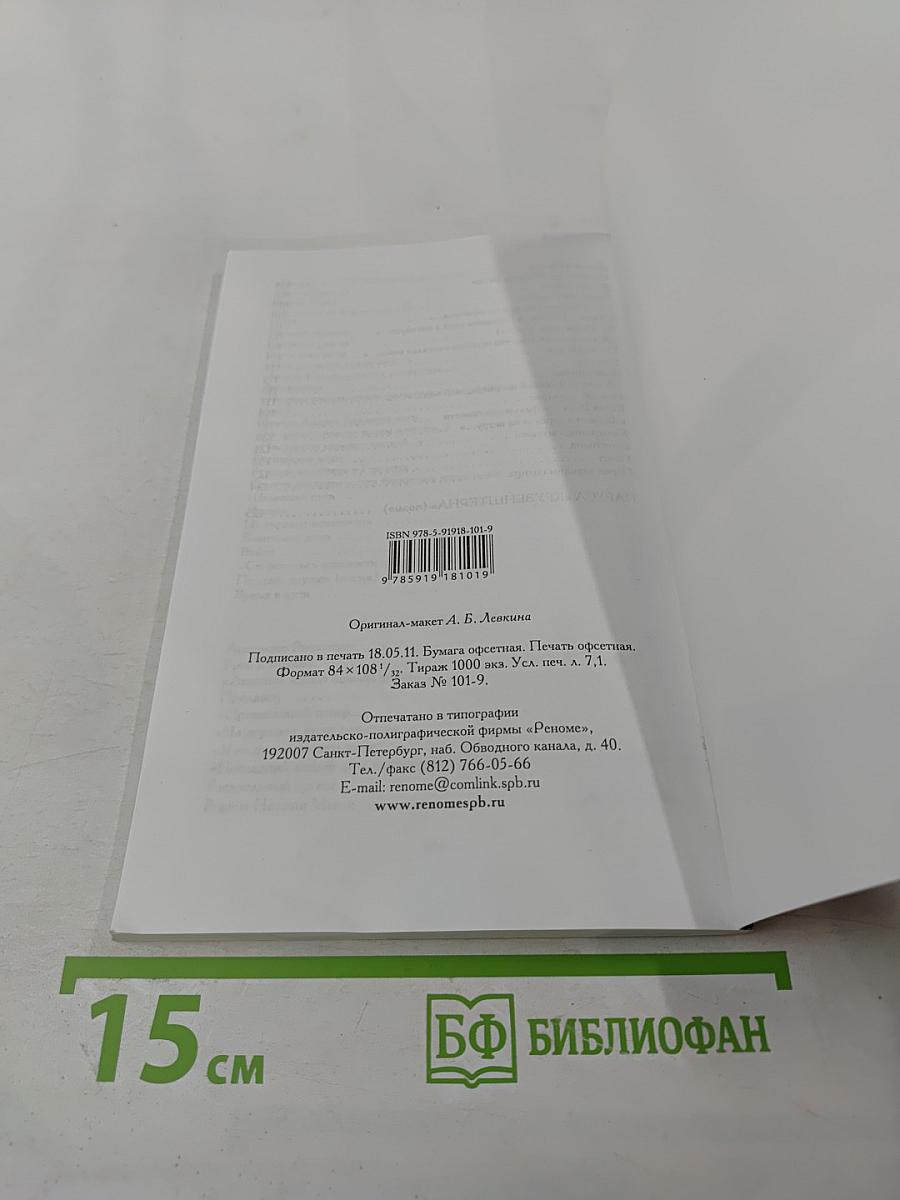 ISBN 978-5-91918-101-9
9 785919 181019
Оригинал-макет А. Б. Левкина
Подписано в печать 18.05.11. Бумага офсетная. Печать офсетная.
Формат 84×108 1/32. Тираж 1000 экз. Усл. печ. л. 7,1.
Заказ № 101-9.
Отпечатано в типографии
издательско-полиграфической фирмы «Реноме»,
192007 Санкт-Петербург, наб. Обводного канала, д. 40.
Тел./факс (812) 766-05-66
E-mail: renome@comlink.spb.ru
www.renomespb.ru
15 см
БФ БИБЛИОФАН